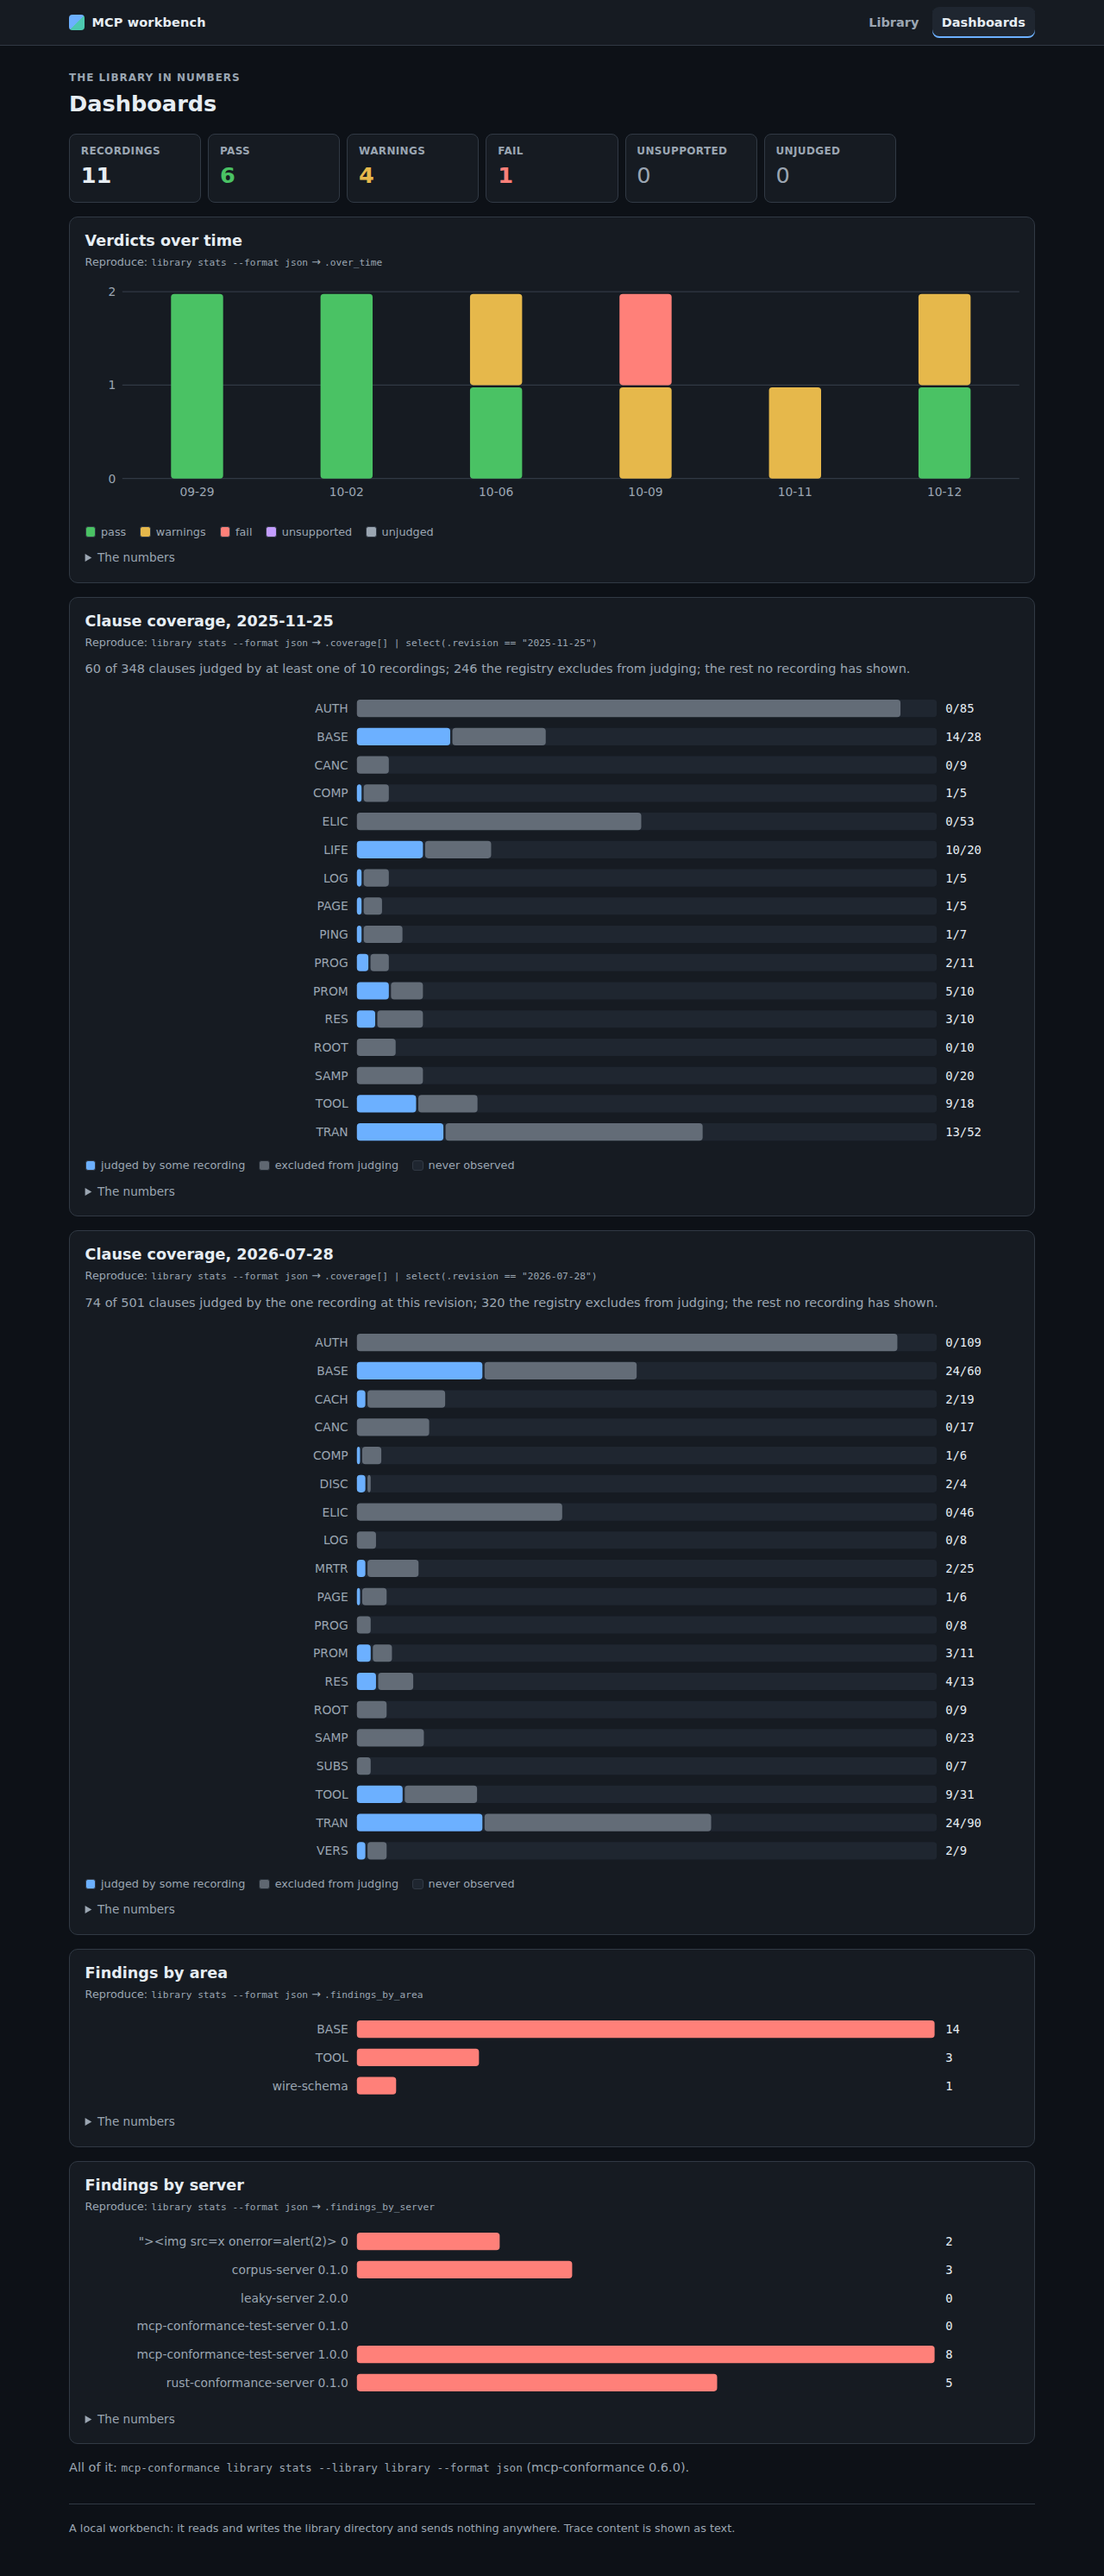 MCP workbench
Library Dashboards
THE LIBRARY IN NUMBERS
Dashboards
RECORDINGS PASS WARNINGS FAIL UNSUPPORTED UNJUDGED
11 6 4 1 0 0
Verdicts over time
Reproduce: library stats --format json → .over_time
2
1
0
09-29 10-02 10-06 10-09 10-11 10-12
pass warnings fail unsupported unjudged
▶ The numbers
Clause coverage, 2025-11-25
Reproduce: library stats --format json → .coverage[] | select(.revision == "2025-11-25")
60 of 348 clauses judged by at least one of 10 recordings; 246 the registry excludes from judging; the rest no recording has shown.
AUTH 0/85
BASE 14/28
CANC 0/9
COMP 1/5
ELIC 0/53
LIFE 10/20
LOG 1/5
PAGE 1/5
PING 1/7
PROG 2/11
PROM 5/10
RES 3/10
ROOT 0/10
SAMP 0/20
TOOL 9/18
TRAN 13/52
judged by some recording excluded from judging never observed
▶ The numbers
Clause coverage, 2026-07-28
Reproduce: library stats --format json → .coverage[] | select(.revision == "2026-07-28")
74 of 501 clauses judged by the one recording at this revision; 320 the registry excludes from judging; the rest no recording has shown.
AUTH 0/109
BASE 24/60
CACH 2/19
CANC 0/17
COMP 1/6
DISC 2/4
ELIC 0/46
LOG 0/8
MRTR 2/25
PAGE 1/6
PROG 0/8
PROM 3/11
RES 4/13
ROOT 0/9
SAMP 0/23
SUBS 0/7
TOOL 9/31
TRAN 24/90
VERS 2/9
judged by some recording excluded from judging never observed
▶ The numbers
Findings by area
Reproduce: library stats --format json → .findings_by_area
BASE 14
TOOL 3
wire-schema 1
▶ The numbers
Findings by server
Reproduce: library stats --format json → .findings_by_server
"><img src=x onerror=alert(2)> 0 2
corpus-server 0.1.0 3
leaky-server 2.0.0 0
mcp-conformance-test-server 0.1.0 0
mcp-conformance-test-server 1.0.0 8
rust-conformance-server 0.1.0 5
▶ The numbers
All of it: mcp-conformance library stats --library library --format json (mcp-conformance 0.6.0).
A local workbench: it reads and writes the library directory and sends nothing anywhere. Trace content is shown as text.